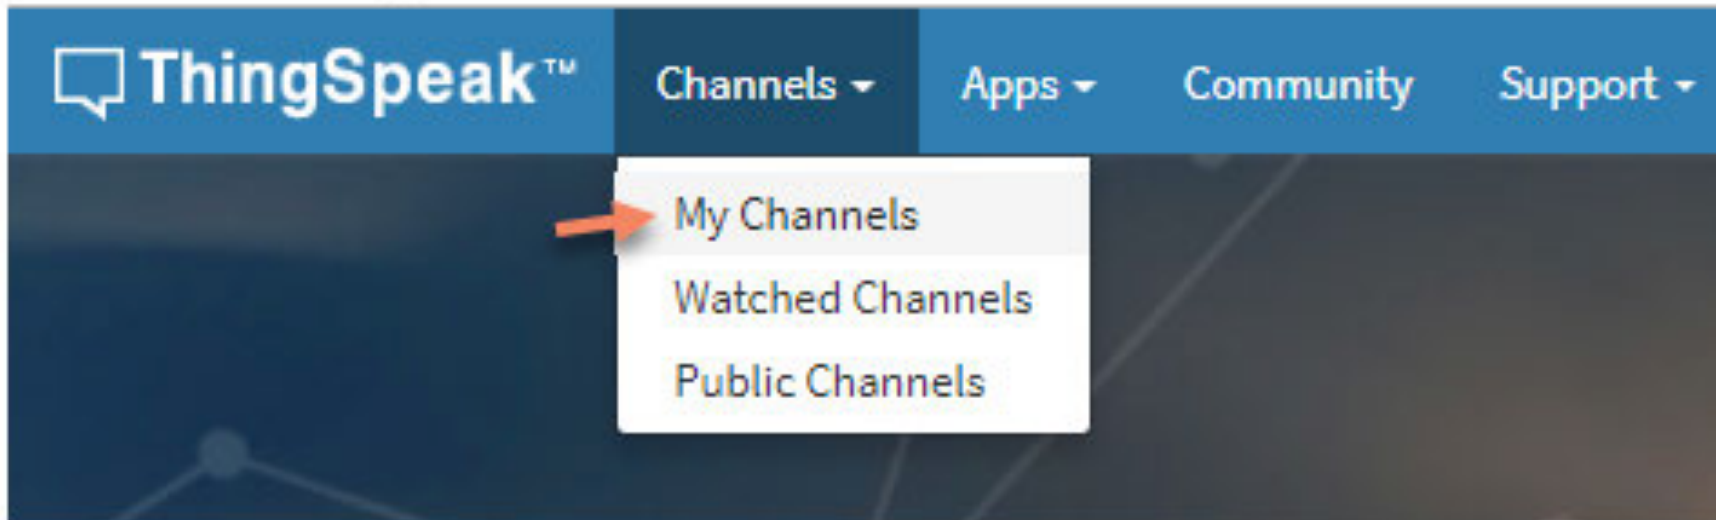 ThingSpeak™ Channels Apps Community Support
My Channels
Watched Channels
Public Channels